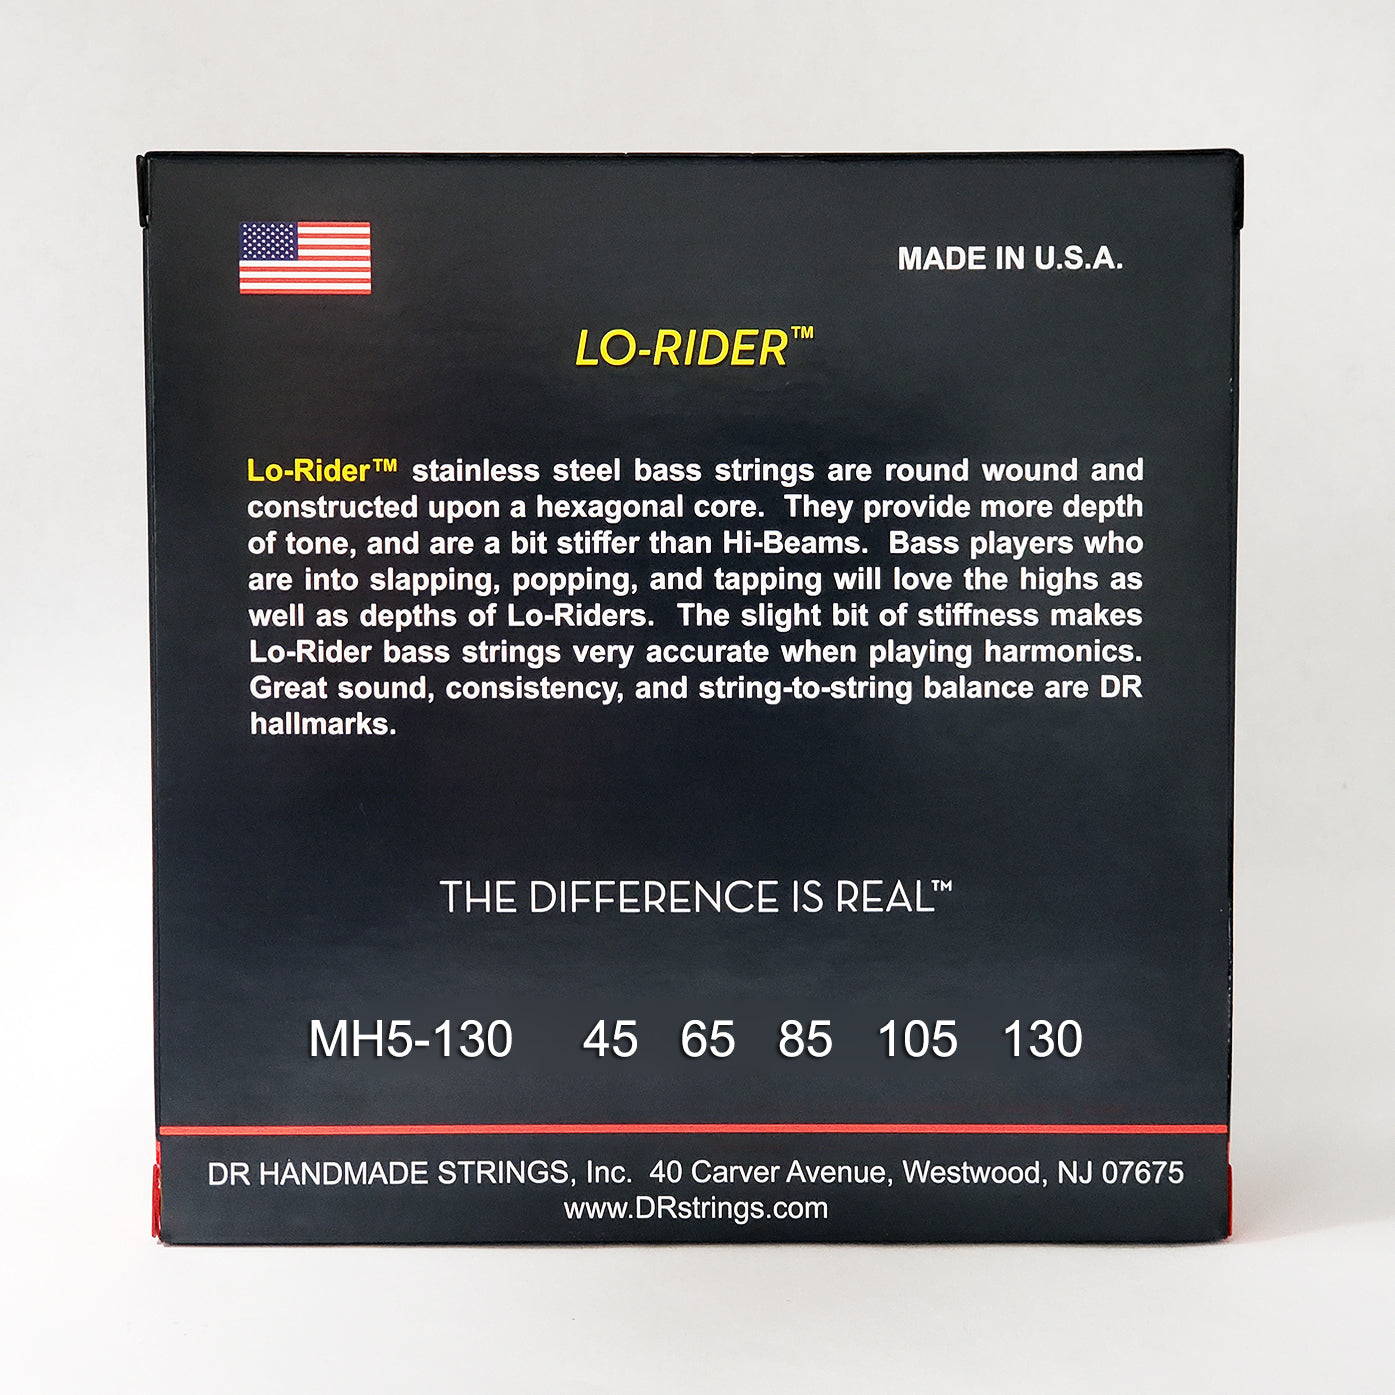 MADE IN U.S.A.
LO-RIDER™
Lo-Rider™ stainless steel bass strings are round wound and
constructed upon a hexagonal core. They provide more depth
of tone, and are a bit stiffer than Hi-Beams. Bass players who
are into slapping, popping, and tapping will love the highs as
well as depths of Lo-Riders. The slight bit of stiffness makes
Lo-Rider bass strings very accurate when playing harmonics.
Great sound, consistency, and string-to-string balance are DR
hallmarks.
THE DIFFERENCE IS REAL™
MH5-130 45 65 85 105 130
DR HANDMADE STRINGS, Inc. 40 Carver Avenue, Westwood, NJ 07675
www.DRstrings.com